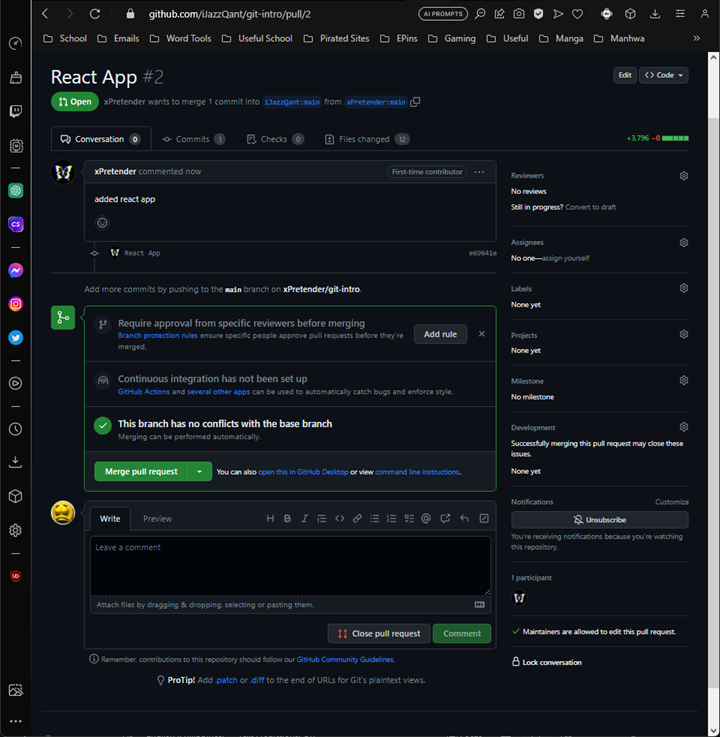 github.com/iJazzQant/git-intro/pull/2
AI PROMPTS
School Emails Word Tools Useful School Pirated Sites EPins Gaming Useful Manga Manhwa »
React App #2
Edit
<> Code
Open
xPretender wants to merge 1 commit into iJazzQant:main from xPretender:main
Conversation 0
Commits 1
Checks 0
Files changed 12
+3,796 −0
xPretender commented now
First-time contributor
added react app
React App
e69641e
Add more commits by pushing to the main branch on xPretender/git-intro.
Require approval from specific reviewers before merging
Branch protection rules ensure specific people approve pull requests before they're
merged.
Add rule
Continuous integration has not been set up
GitHub Actions and several other apps can be used to automatically catch bugs and enforce style.
This branch has no conflicts with the base branch
Merging can be performed automatically.
Merge pull request
You can also open this in GitHub Desktop or view command line instructions.
Write
Preview
Leave a comment
Attach files by dragging & dropping, selecting or pasting them.
Close pull request
Comment
Remember, contributions to this repository should follow our GitHub Community Guidelines.
ProTip! Add .patch or .diff to the end of URLs for Git's plaintext views.
Reviewers
No reviews
Still in progress? Convert to draft
Assignees
No one—assign yourself
Labels
None yet
Projects
None yet
Milestone
No milestone
Development
Successfully merging this pull request may close these
issues.
None yet
Notifications
Customize
Unsubscribe
You're receiving notifications because you're watching
this repository.
1 participant
Maintainers are allowed to edit this pull request.
Lock conversation